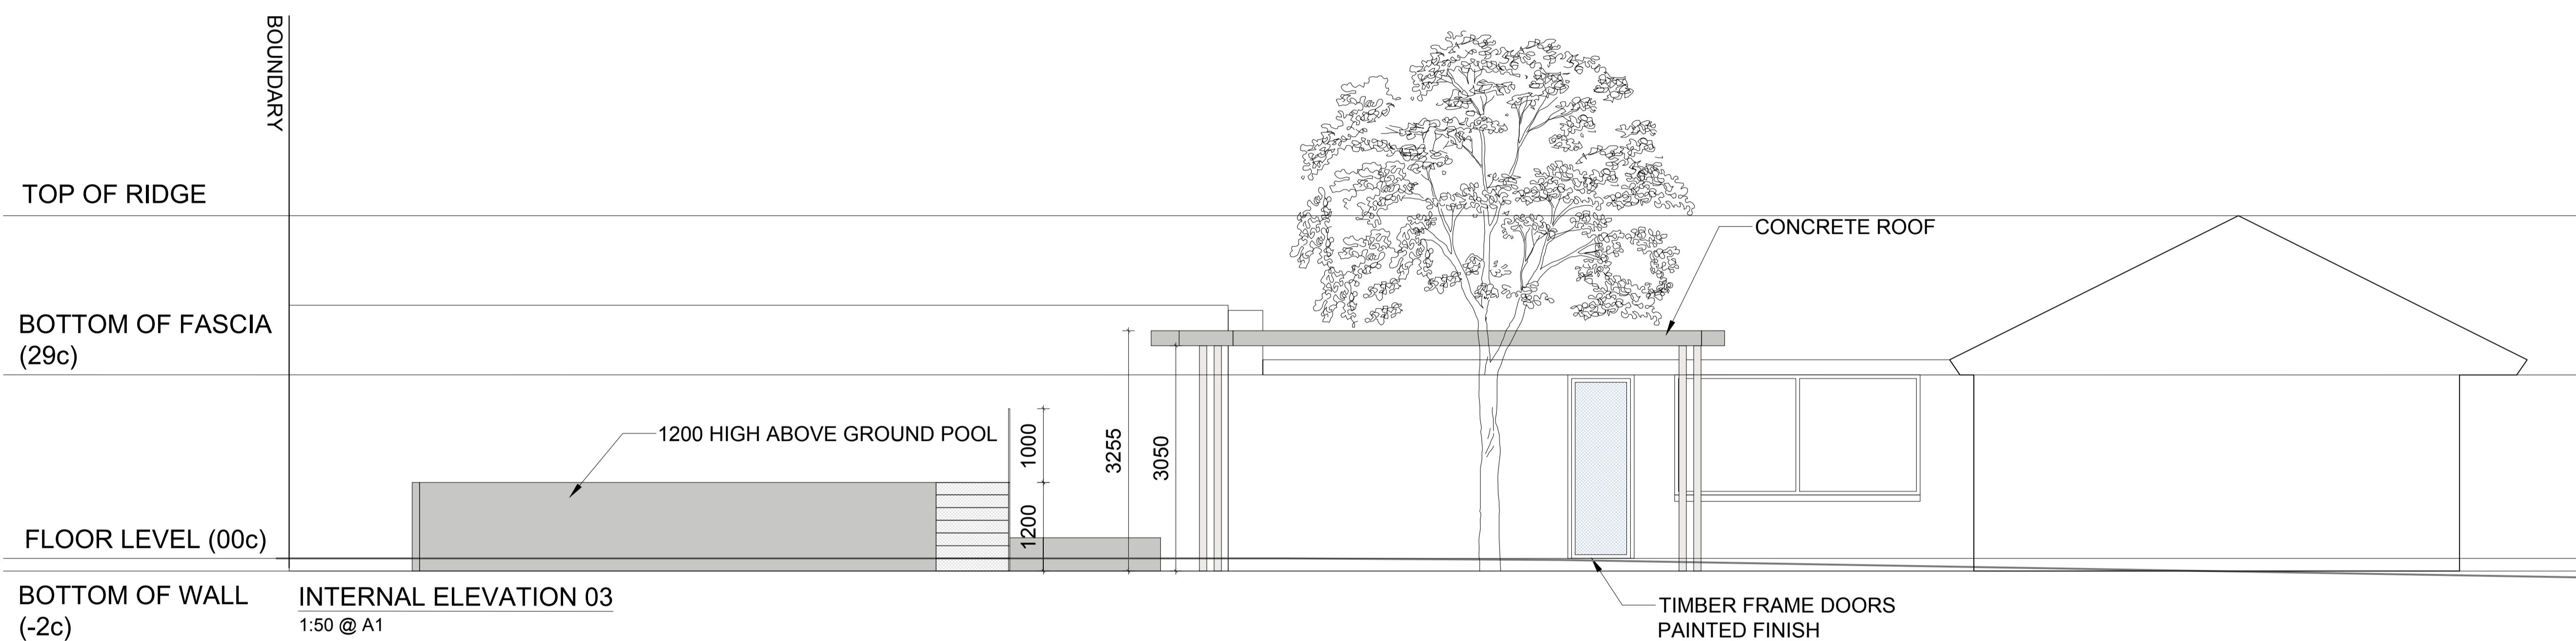 BOUNDARY
TOP OF RIDGE
CONCRETE ROOF
BOTTOM OF FASCIA
(29c)
1200 HIGH ABOVE GROUND POOL
1000
3255
3050
1200
FLOOR LEVEL (00c)
BOTTOM OF WALL
(-2c)
INTERNAL ELEVATION 03
1:50 @ A1
TIMBER FRAME DOORS
PAINTED FINISH